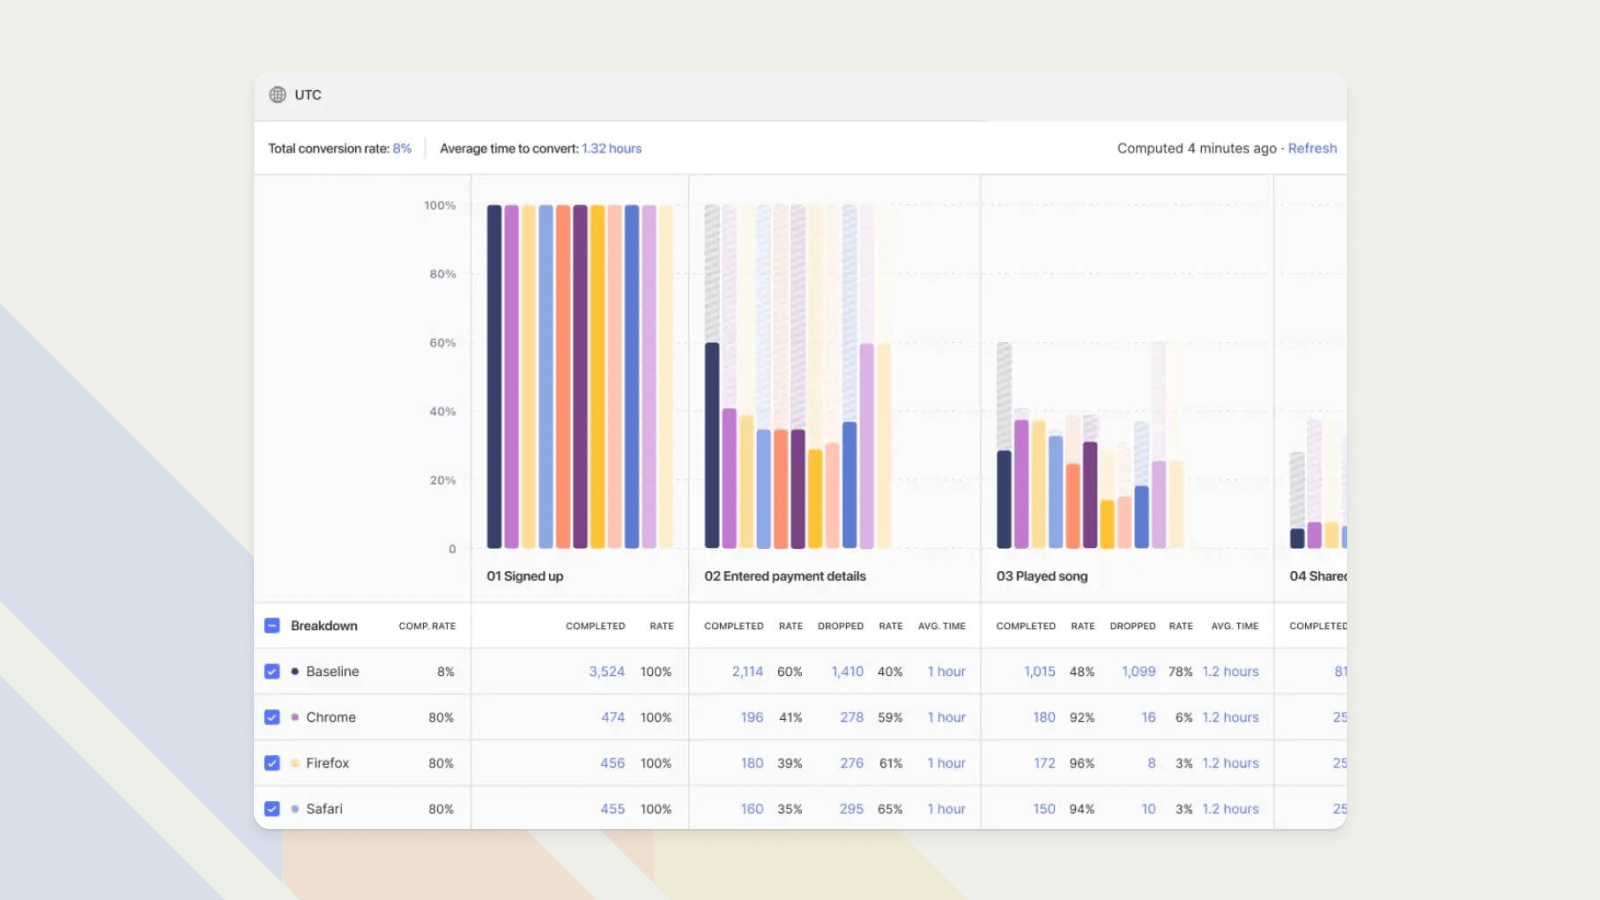 UTC
Total conversion rate: 8% Average time to convert: 1.32 hours Computed 4 minutes ago · Refresh
100%
80%
60%
40%
20%
0
01 Signed up 02 Entered payment details 03 Played song 04 Shared
Breakdown COMP. RATE COMPLETED RATE COMPLETED RATE DROPPED RATE AVG. TIME COMPLETED RATE DROPPED RATE AVG. TIME COMPLETED
Baseline 8% 3,524 100% 2,114 60% 1,410 40% 1 hour 1,015 48% 1,099 78% 1.2 hours 81
Chrome 80% 474 100% 196 41% 278 59% 1 hour 180 92% 16 6% 1.2 hours 25
Firefox 80% 456 100% 180 39% 276 61% 1 hour 172 96% 8 3% 1.2 hours 25
Safari 80% 455 100% 160 35% 295 65% 1 hour 150 94% 10 3% 1.2 hours 25